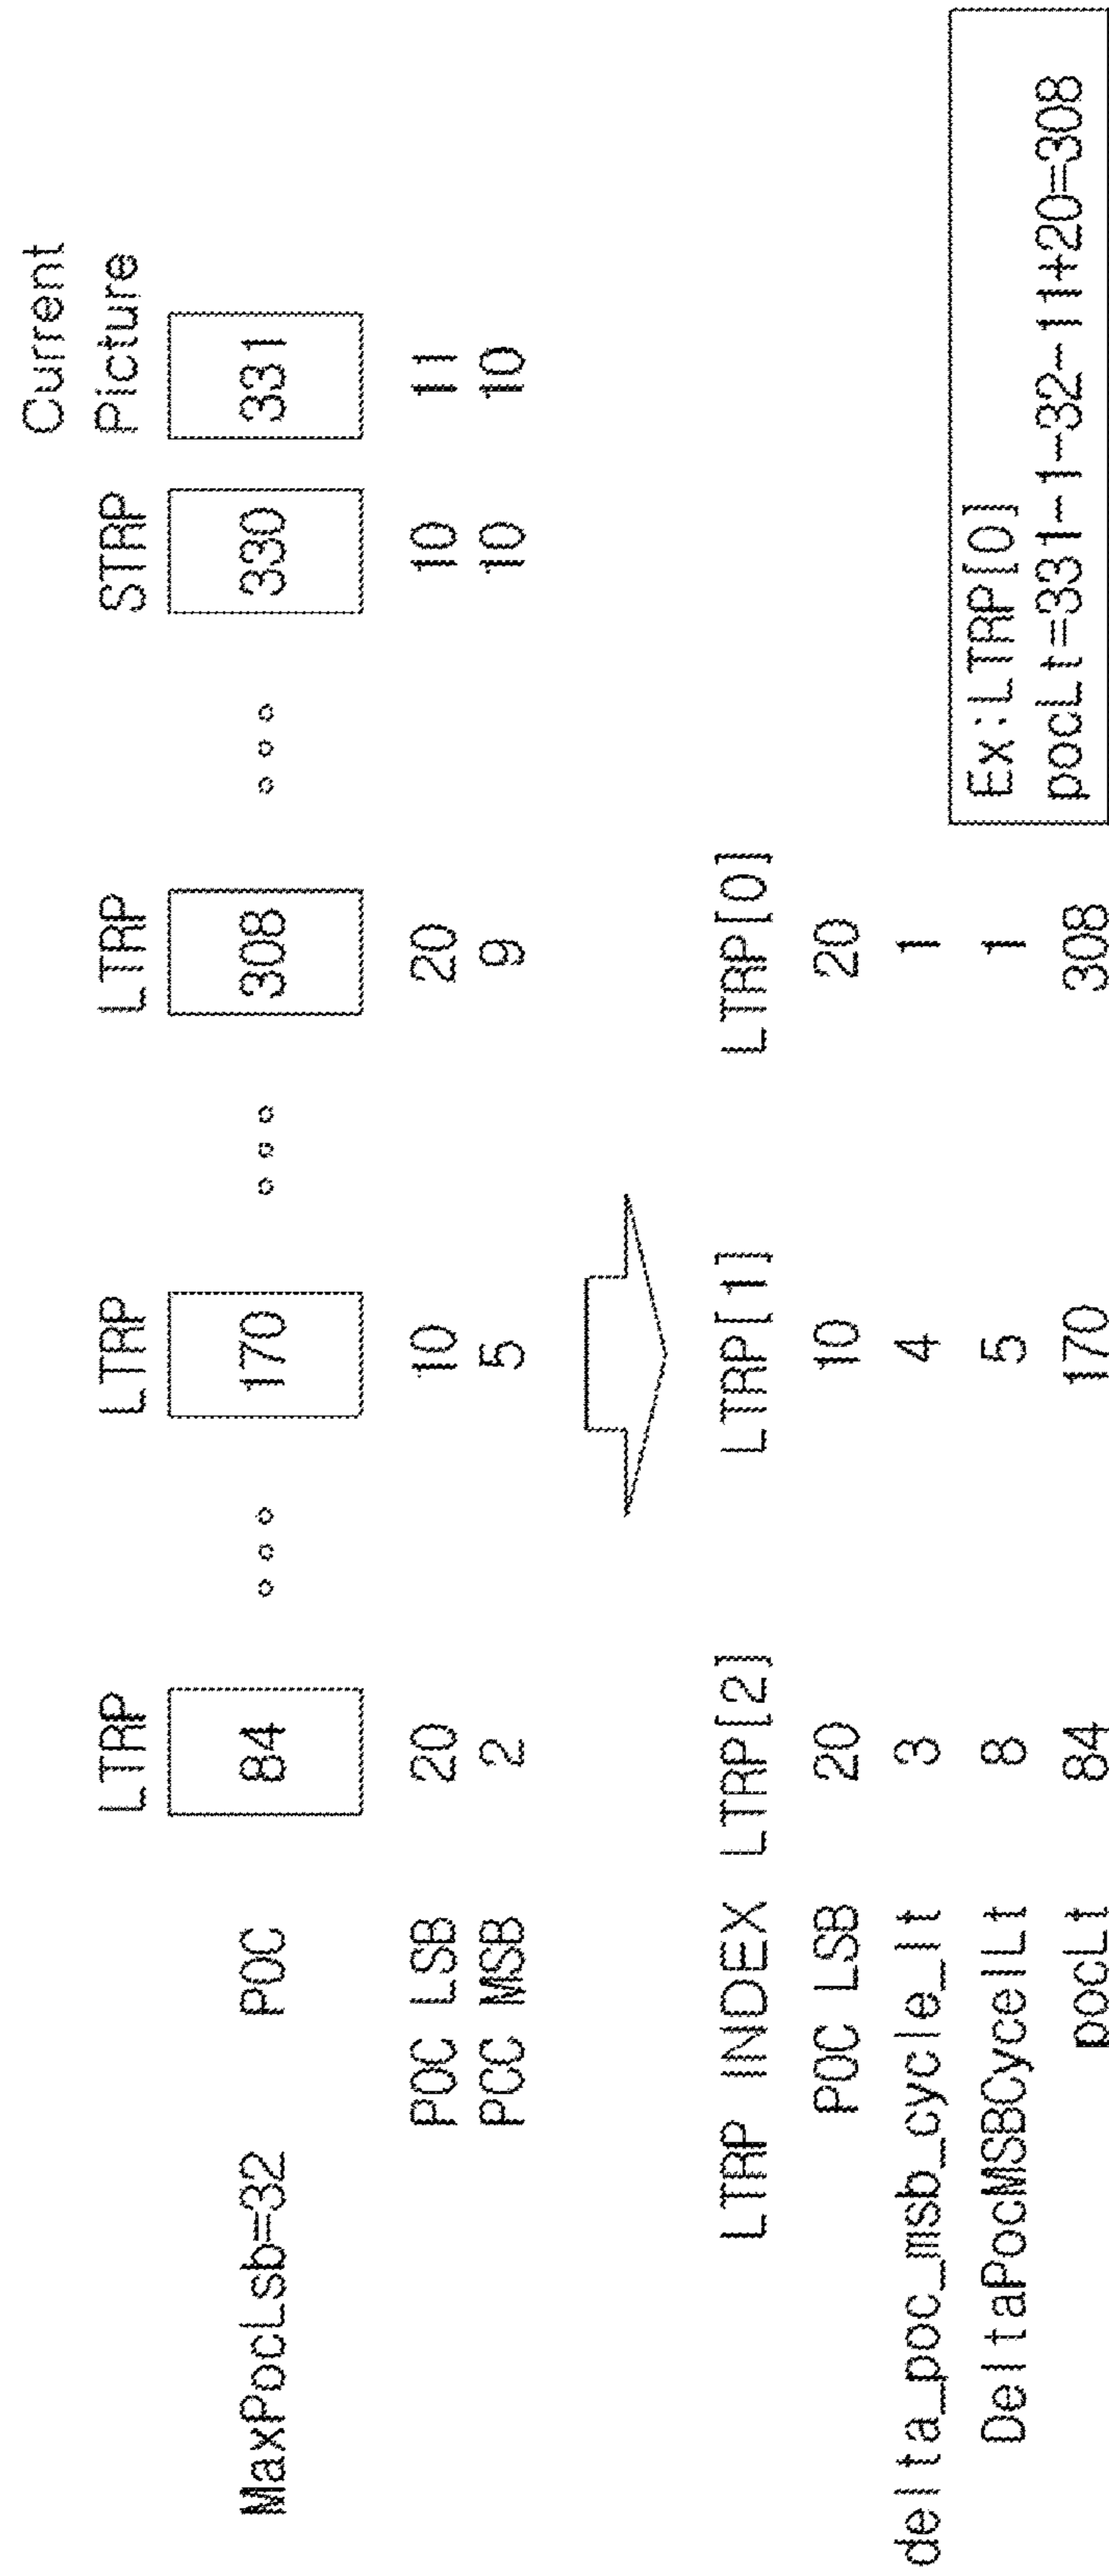 Current
Picture
LTRP LTRP LTRP STRP
MaxPocLsb=32 POC 84 170 308 330 331
POC LSB 20 10 20 10 11
PCC MSB 2 5 9 10 10
LTRP INDEX LTRP[2] LTRP[1] LTRP[0]
POC LSB 20 10 20
delta_poc_msb_cycle_lt 3 4 1
DeltaPocMSBCycelLt 8 5 1
pocLt 84 170 308
Ex:LTRP[0]
pocLt=331-1-32-11+20=308